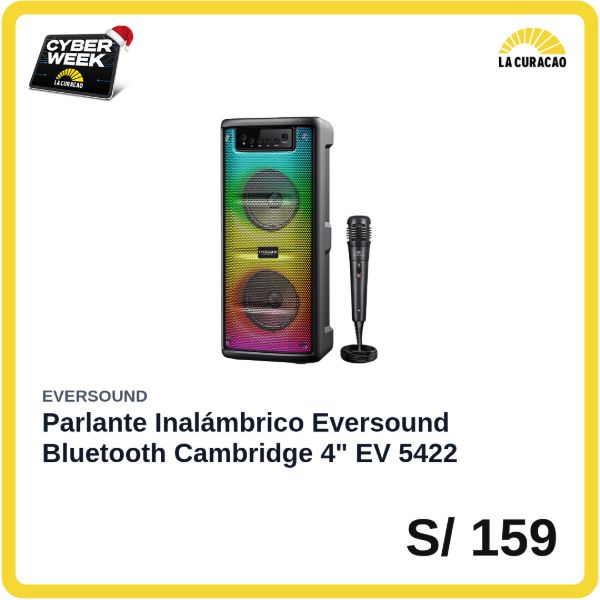 CYBER
WEEK
LA CURACAO
LA CURACAO
EVERSOUND
Parlante Inalámbrico Eversound
Bluetooth Cambridge 4" EV 5422
S/ 159